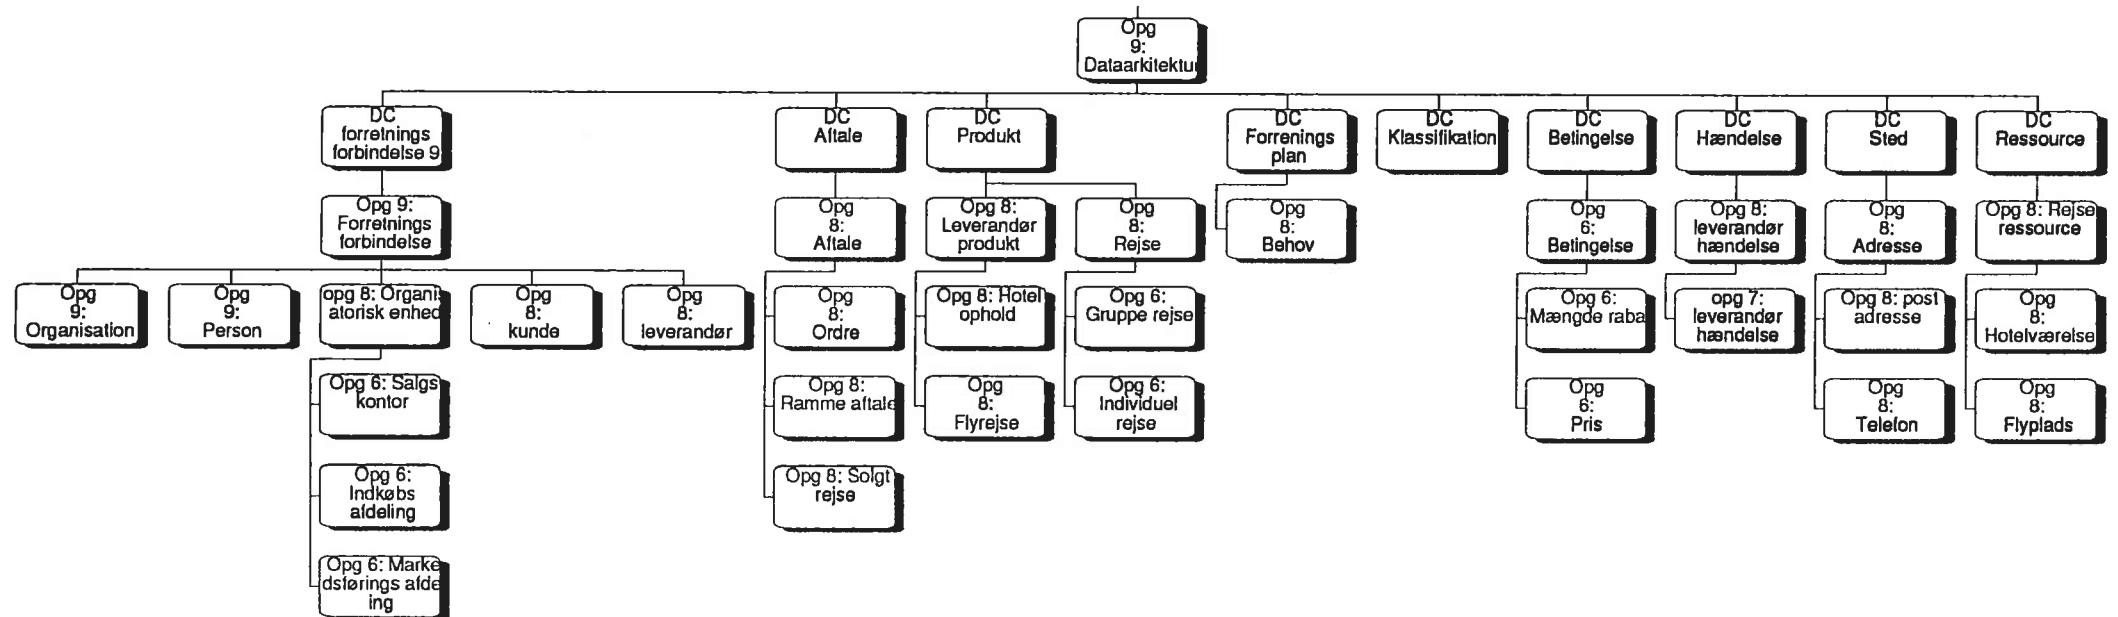 Opg
9:
Dataarkitektu
DC
forretnings
forbindelse 9
DC
Aftale
DC
Produkt
DC
Forrenings
plan
DC
Klassifikation
DC
Betingelse
DC
Hændelse
DC
Sted
DC
Ressource
Opg 9:
Forretnings
forbindelse
Opg
8:
Aftale
Opg 8:
Leverandør
produkt
Opg
8:
Rejse
Opg
8:
Behov
Opg
6:
Betingelse
Opg 8:
leverandør
hændelse
Opg
8:
Adresse
Opg 8: Rejse
ressource
Opg
9:
Organisation
Opg
9:
Person
opg 8: Organis
atorisk enhed
Opg
8:
kunde
Opg
8:
leverandør
Opg
8:
Ordre
Opg 8: Hotel
ophold
Opg 6:
Gruppe rejse
Opg 6:
Mængde raba
opg 7:
leverandør
hændelse
Opg 8: post
adresse
Opg
8:
Hotelværelse
Opg 6: Salgs
kontor
Opg 8:
Ramme aftale
Opg
8:
Flyrejse
Opg 6:
Individuel
rejse
Opg
6:
Pris
Opg
8:
Telefon
Opg
8:
Flyplads
Opg 6:
Indkøbs
afdeling
Opg 8: Solgt
rejse
Opg 6: Marke
dsførings afde
ing